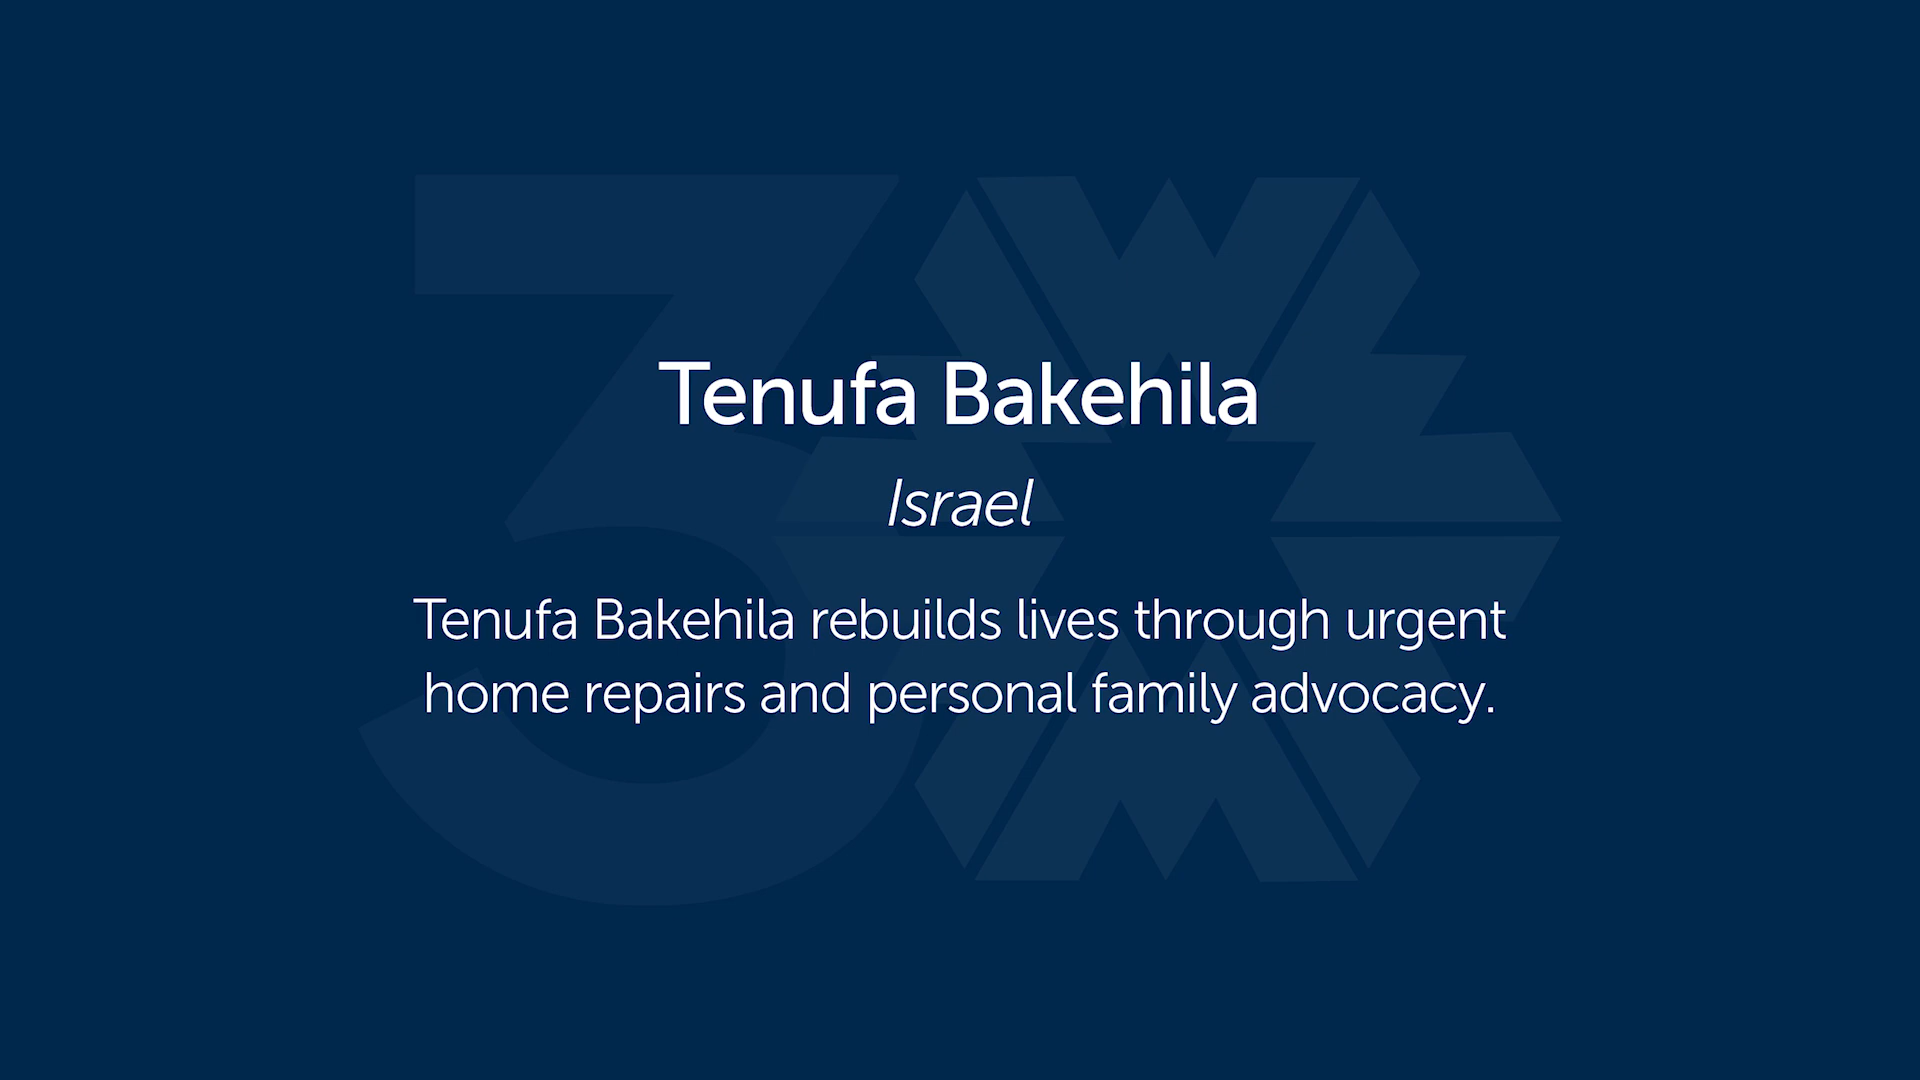 Tenufa Bakehila
Israel
Tenufa Bakehila rebuilds lives through urgent
home repairs and personal family advocacy.